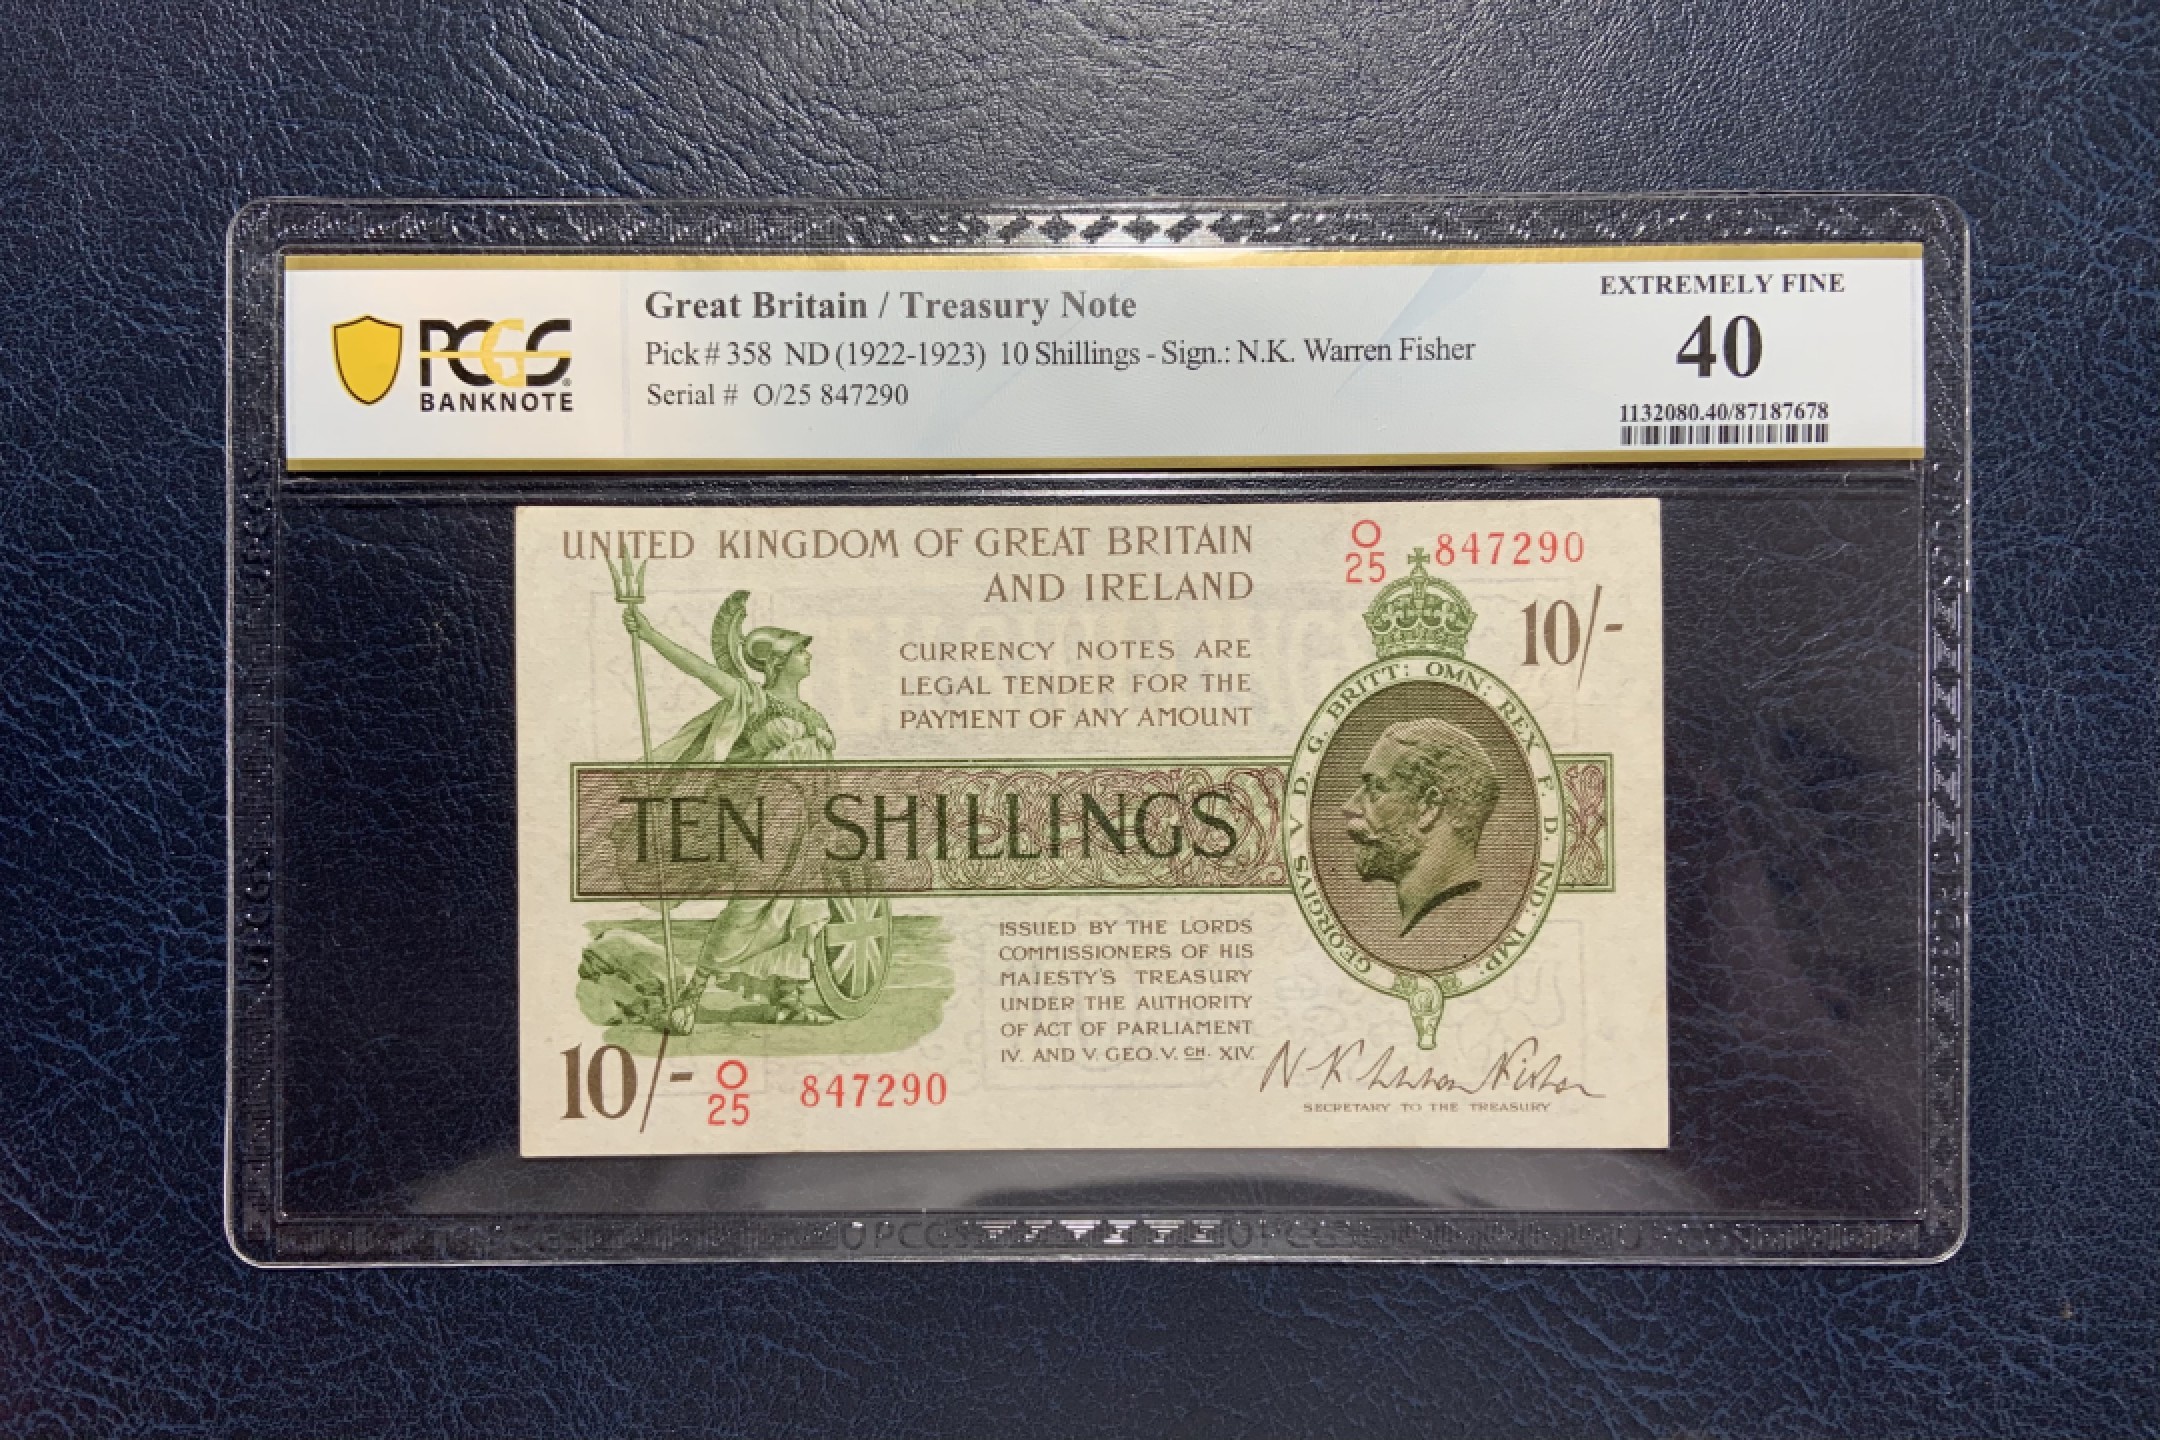 PCGS
BANKNOTE
Great Britain / Treasury Note
Pick # 358 ND (1922-1923) 10 Shillings - Sign.: N.K. Warren Fisher
Serial # O/25 847290
EXTREMELY FINE
40
1132080.40/87187678
UNITED KINGDOM OF GREAT BRITAIN
AND IRELAND
O
25 847290
10/-
CURRENCY NOTES ARE
LEGAL TENDER FOR THE
PAYMENT OF ANY AMOUNT
TEN SHILLINGS
GEORGIVS V D. G. BRITT: OMN: REX F. D. IND: IMP:
ISSUED BY THE LORDS
COMMISSIONERS OF HIS
MAJESTY'S TREASURY
UNDER THE AUTHORITY
OF ACT OF PARLIAMENT
IV. AND V. GEO. V. CH. XIV.
N K Warren Fisher
SECRETARY TO THE TREASURY
10/-
O
25 847290
PCGS